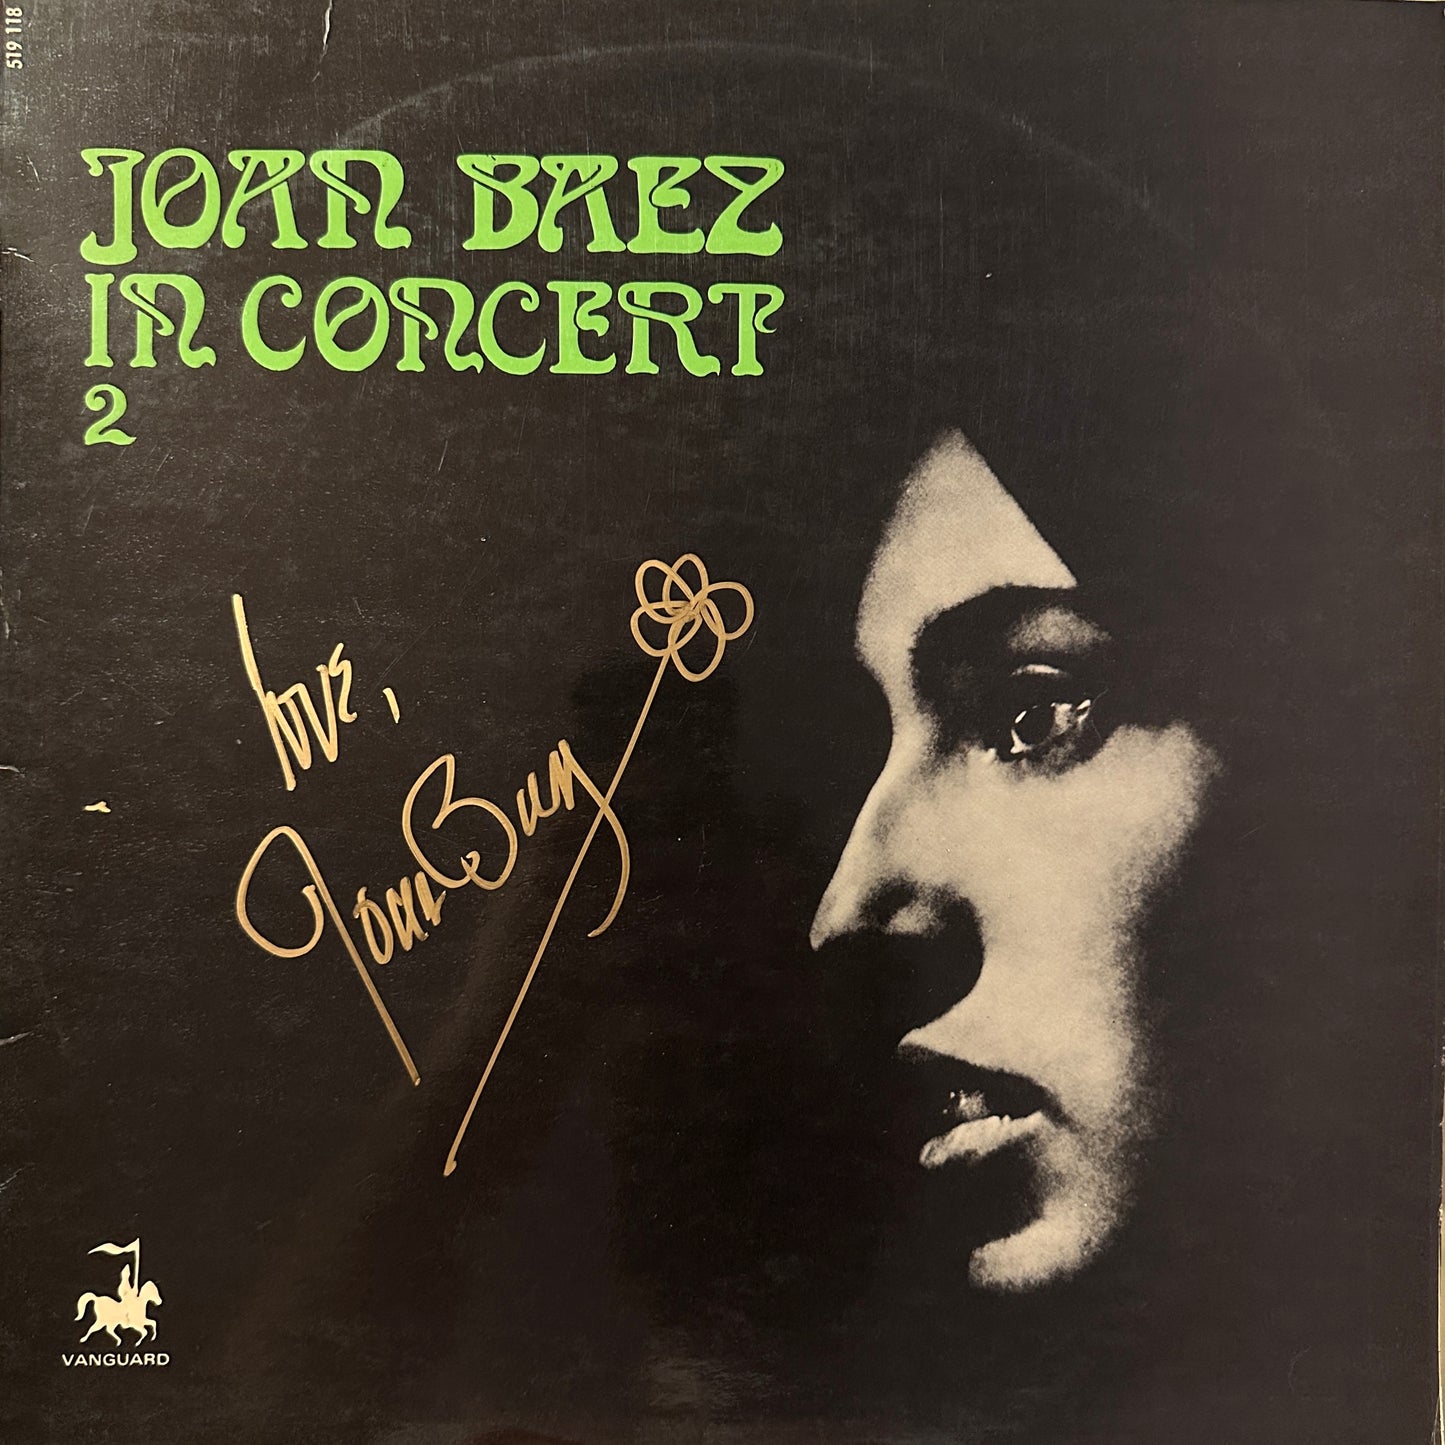 519 118
JOAN BAEZ
IN CONCERT
2
love,
Joan Baez
VANGUARD